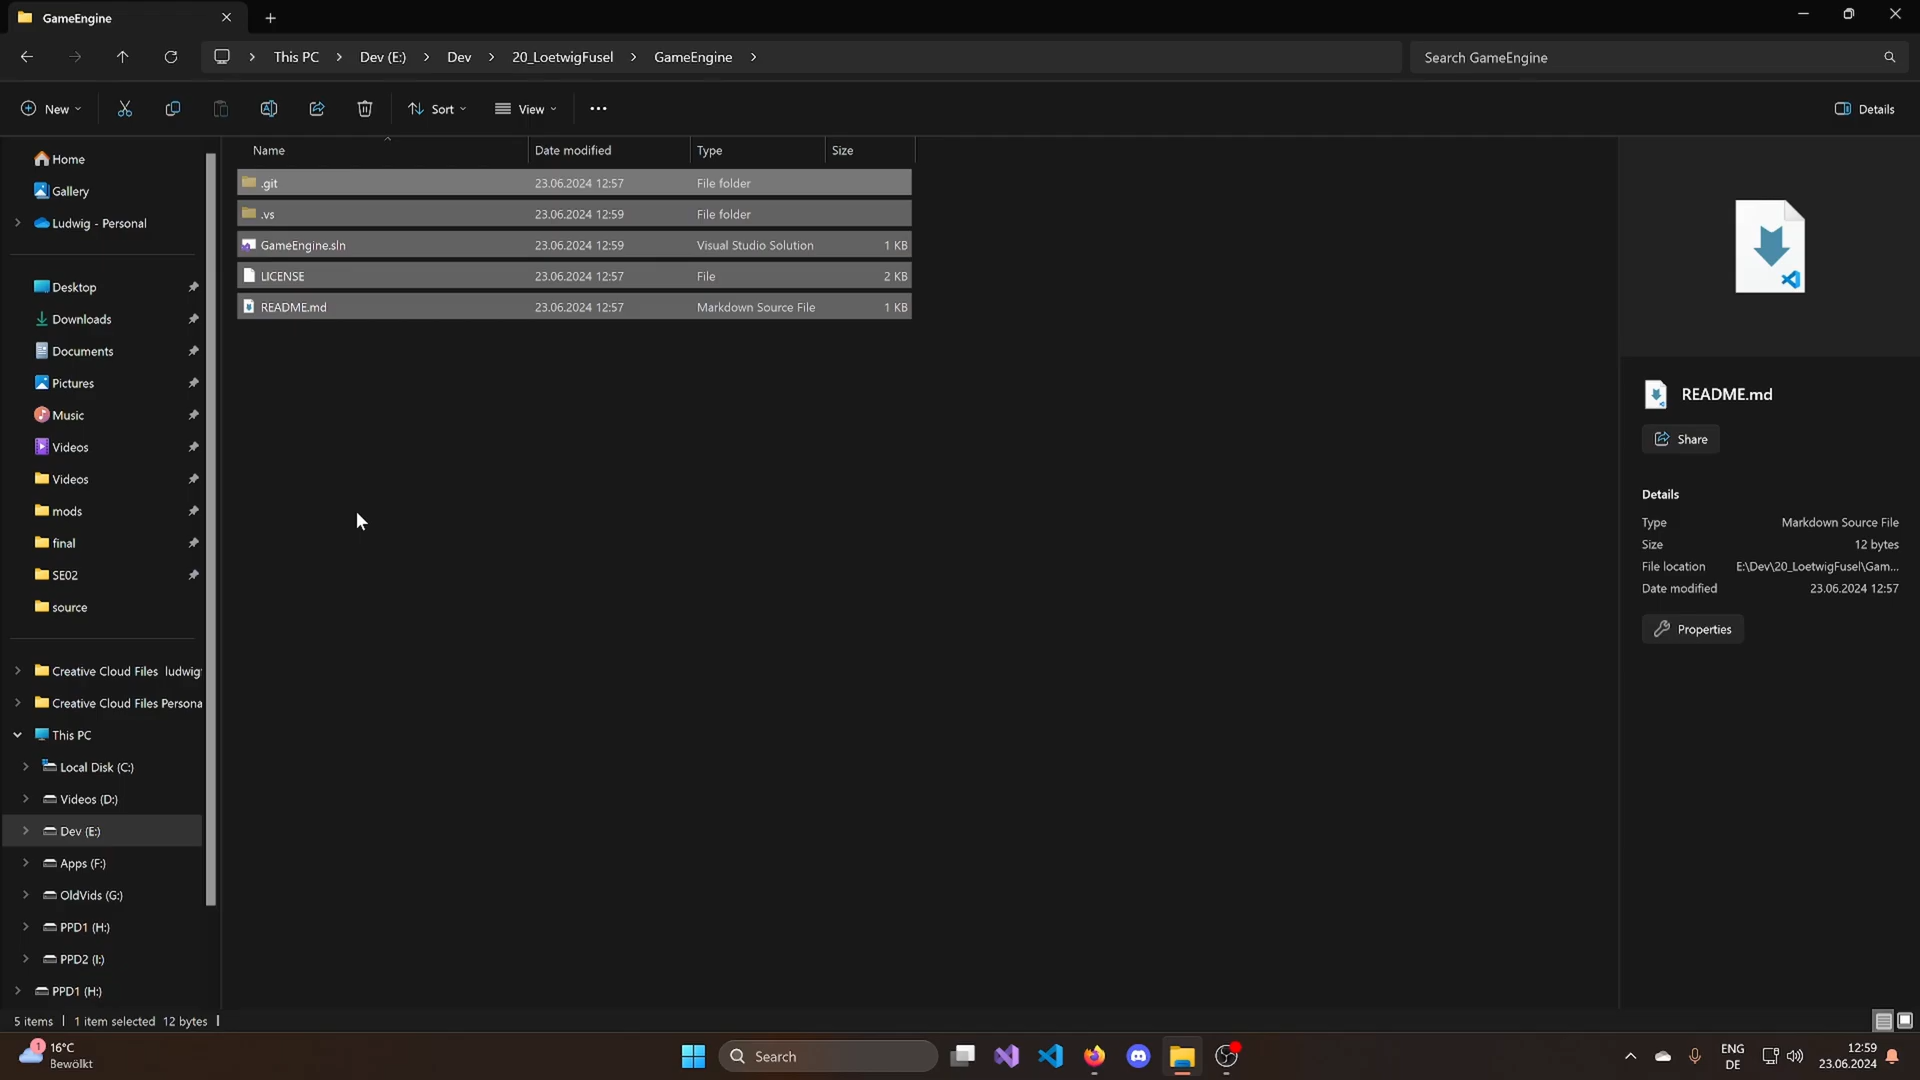 GameEngine
This PC
Dev (E:)
Dev
20_LoetwigFusel
GameEngine
Search GameEngine
New
Sort
View
Details
Name Date modified Type Size
.git 23.06.2024 12:57 File folder
.vs 23.06.2024 12:59 File folder
GameEngine.sln 23.06.2024 12:59 Visual Studio Solution 1 KB
LICENSE 23.06.2024 12:57 File 2 KB
README.md 23.06.2024 12:57 Markdown Source File 1 KB
Home
Gallery
Ludwig - Personal
Desktop
Downloads
Documents
Pictures
Music
Videos
Videos
mods
final
SE02
source
Creative Cloud Files ludwig
Creative Cloud Files Persona
This PC
Local Disk (C:)
Videos (D:)
Dev (E:)
Apps (F:)
OldVids (G:)
PPD1 (H:)
PPD2 (I:)
PPD1 (H:)
README.md
Share
Details
Type Markdown Source File
Size 12 bytes
File location E:\Dev\20_LoetwigFusel\Gam...
Date modified 23.06.2024 12:57
Properties
5 items 1 item selected 12 bytes
1
16°C
Bewölkt
Search
ENG
DE
12:59
23.06.2024